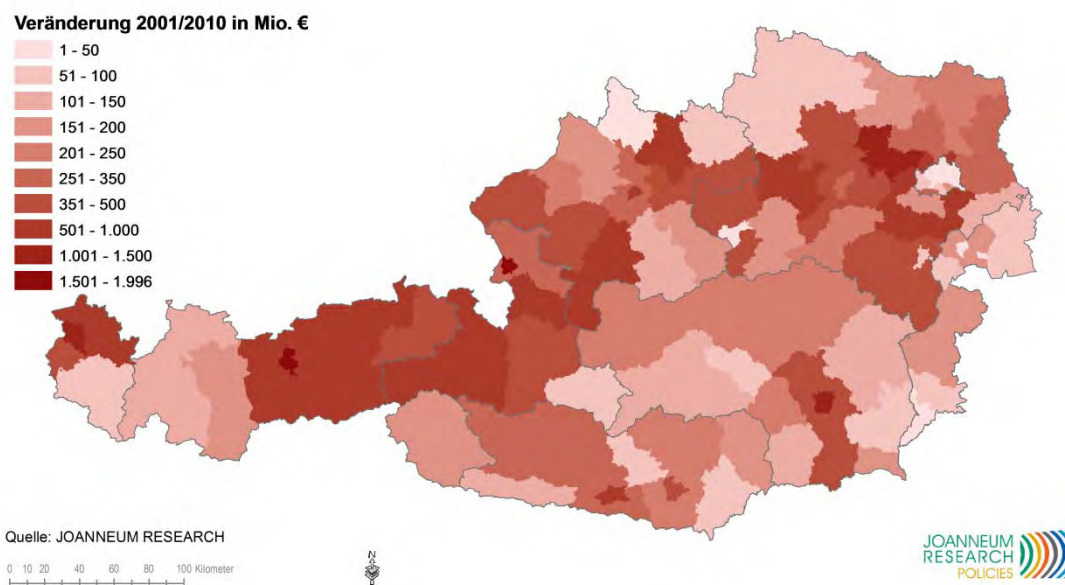 Veränderung 2001/2010 in Mio. €
1 - 50
51 - 100
101 - 150
151 - 200
201 - 250
251 - 350
351 - 500
501 - 1.000
1.001 - 1.500
1.501 - 1.996
Quelle: JOANNEUM RESEARCH
0 10 20 40 60 80 100 Kilometer
N
JOANNEUM
RESEARCH
POLICIES